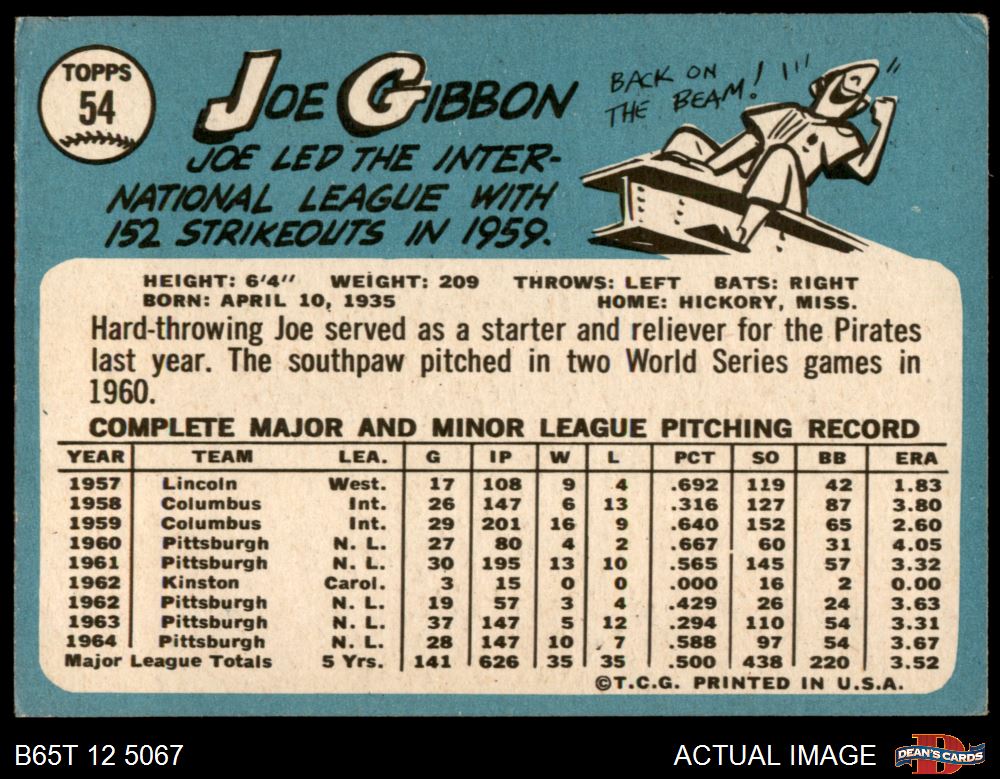 TOPPS
54
JOE GIBBON
BACK ON
THE BEAM!
JOE LED THE INTER-
NATIONAL LEAGUE WITH
152 STRIKEOUTS IN 1959.
HEIGHT: 6'4" WEIGHT: 209 THROWS: LEFT BATS: RIGHT
BORN: APRIL 10, 1935 HOME: HICKORY, MISS.
Hard-throwing Joe served as a starter and reliever for the Pirates
last year. The southpaw pitched in two World Series games in
1960.
COMPLETE MAJOR AND MINOR LEAGUE PITCHING RECORD
YEAR TEAM LEA. G IP W L PCT SO BB ERA
1957 Lincoln West. 17 108 9 4 .692 119 42 1.83
1958 Columbus Int. 26 147 6 13 .316 127 87 3.80
1959 Columbus Int. 29 201 16 9 .640 152 65 2.60
1960 Pittsburgh N. L. 27 80 4 2 .667 60 31 4.05
1961 Pittsburgh N. L. 30 195 13 10 .565 145 57 3.32
1962 Kinston Carol. 3 15 0 0 .000 16 2 0.00
1962 Pittsburgh N. L. 19 57 3 4 .429 26 24 3.63
1963 Pittsburgh N. L. 37 147 5 12 .294 110 54 3.31
1964 Pittsburgh N. L. 28 147 10 7 .588 97 54 3.67
Major League Totals 5 Yrs. 141 626 35 35 .500 438 220 3.52
©T.C.G. PRINTED IN U.S.A.
B65T 12 5067 ACTUAL IMAGE
DEAN'S CARDS